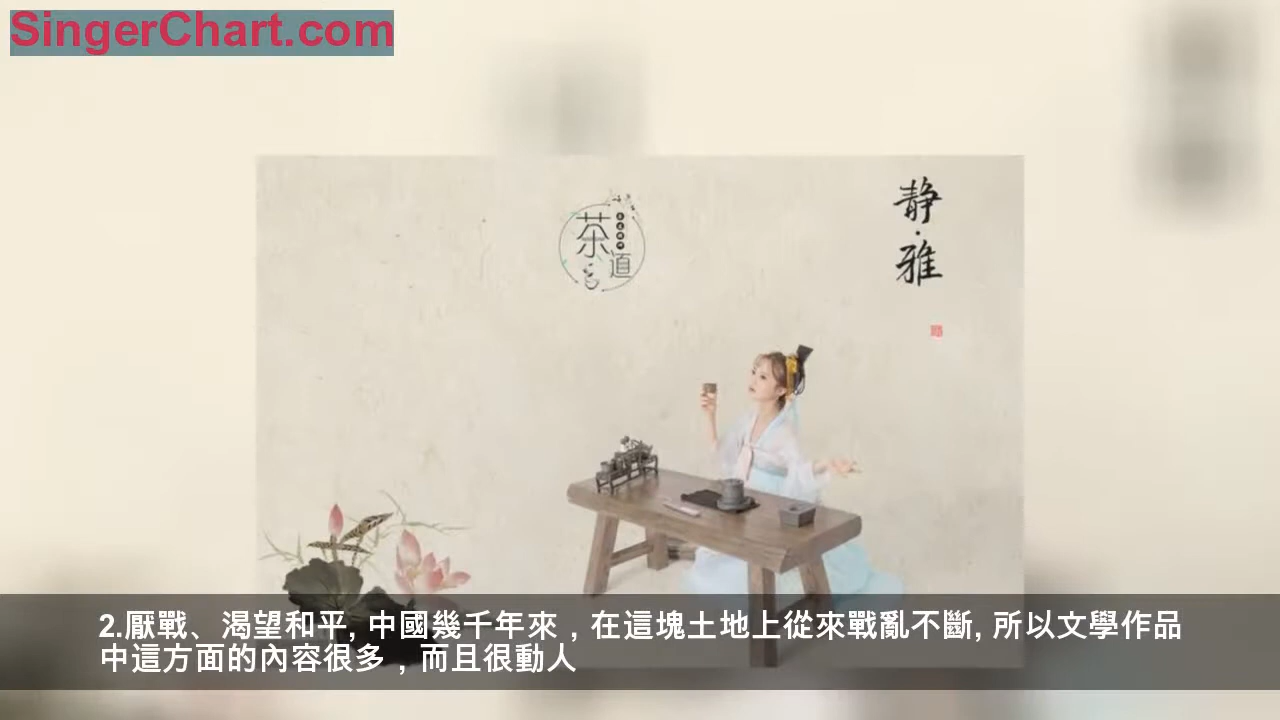 SingerChart.com
茶
道
静·雅
2.厭戰、渴望和平, 中國幾千年來，在這塊土地上從來戰亂不斷, 所以文學作品
中這方面的內容很多，而且很動人